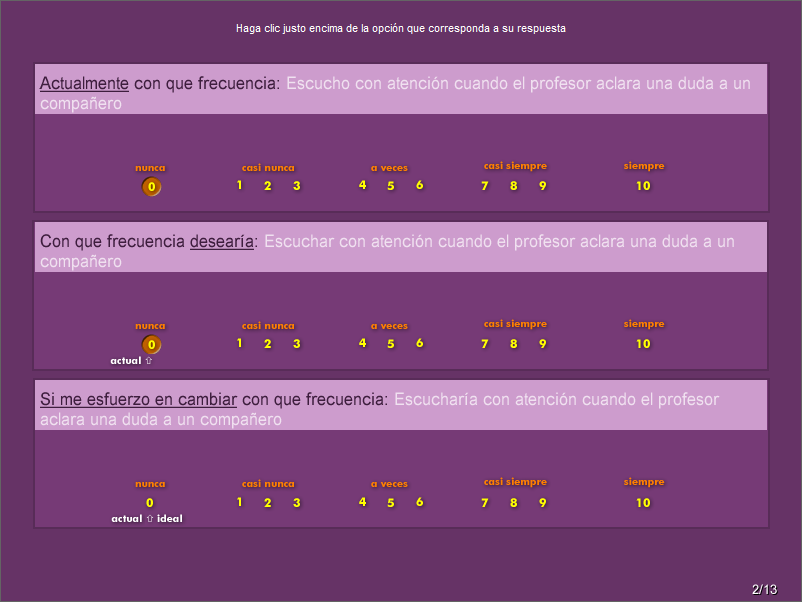 Haga clic justo encima de la opción que corresponda a su respuesta
Actualmente con que frecuencia: Escucho con atención cuando el profesor aclara una duda a un
compañero
nunca casi nunca a veces casi siempre siempre
0 1 2 3 4 5 6 7 8 9 10
Con que frecuencia desearía: Escuchar con atención cuando el profesor aclara una duda a un
compañero
nunca casi nunca a veces casi siempre siempre
0 1 2 3 4 5 6 7 8 9 10
actual ⇧
Si me esfuerzo en cambiar con que frecuencia: Escucharía con atención cuando el profesor
aclara una duda a un compañero
nunca casi nunca a veces casi siempre siempre
0 1 2 3 4 5 6 7 8 9 10
actual ⇧ ideal
2/13